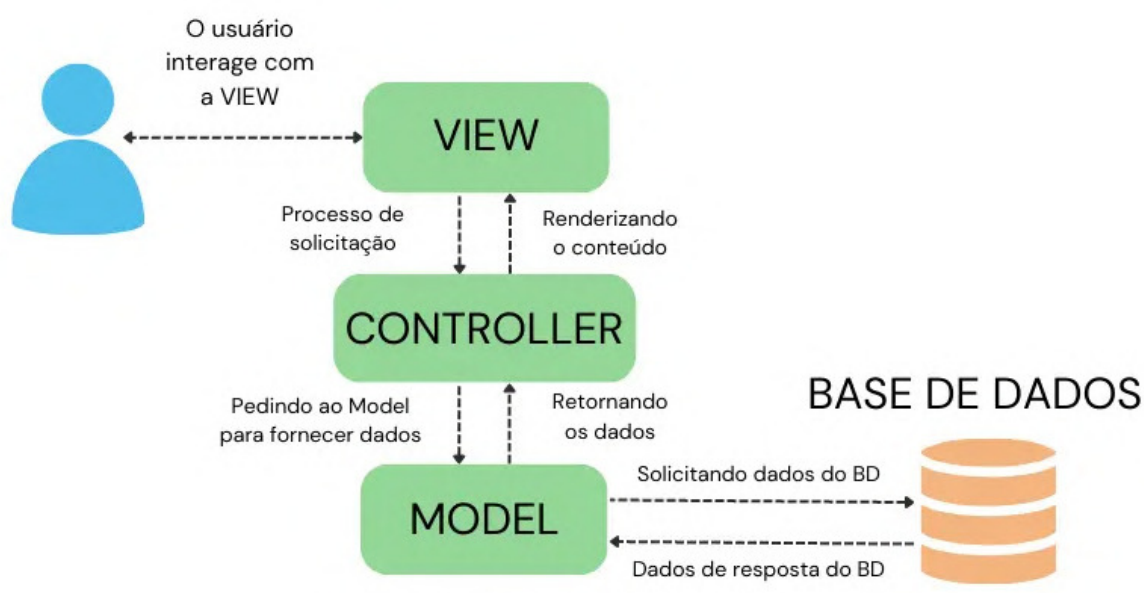 O usuário
interage com
a VIEW
VIEW
Processo de
solicitação
Renderizando
o conteúdo
CONTROLLER
Pedindo ao Model
para fornecer dados
Retornando
os dados
BASE DE DADOS
MODEL
Solicitando dados do BD
Dados de resposta do BD